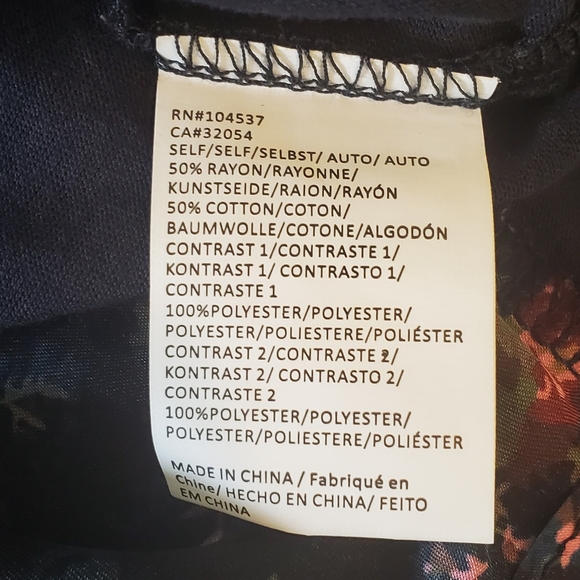 RN#104537
CA#32054
SELF/SELF/SELBST/ AUTO/ AUTO
50% RAYON/RAYONNE/
KUNSTSEIDE/RAION/RAYÓN
50% COTTON/COTON/
BAUMWOLLE/COTONE/ALGODÓN
CONTRAST 1/CONTRASTE 1/
KONTRAST 1/ CONTRASTO 1/
CONTRASTE 1
100%POLYESTER/POLYESTER/
POLYESTER/POLIESTERE/POLIÉSTER
CONTRAST 2/CONTRASTE 2/
KONTRAST 2/ CONTRASTO 2/
CONTRASTE 2
100%POLYESTER/POLYESTER/
POLYESTER/POLIESTERE/POLIÉSTER
MADE IN CHINA / Fabriqué en
Chine/ HECHO EN CHINA/ FEITO
EM CHINA